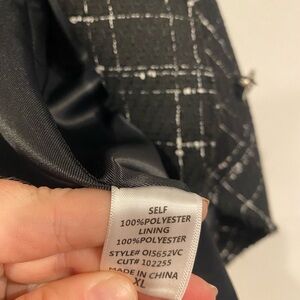 SELF
100%POLYESTER
LINING
100%POLYESTER
STYLE# OIS652VC
CUT# 102255
MADE IN CHINA
XL